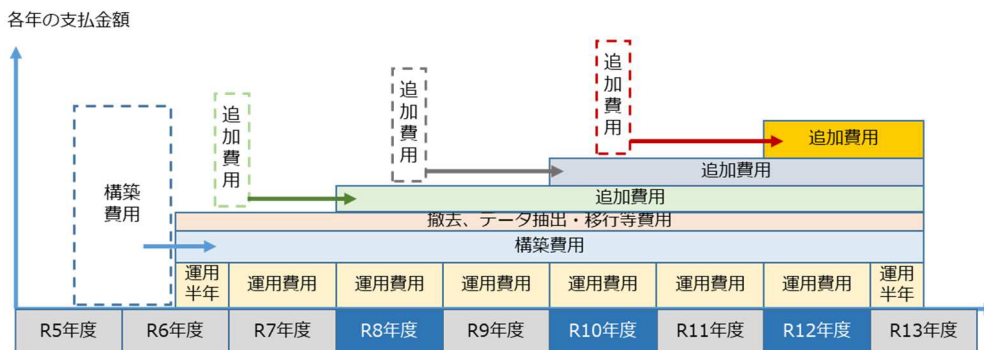 各年の支払金額
構築
費用
追加費用
追加費用
追加費用
追加費用
追加費用
追加費用
撤去、データ抽出・移行等費用
構築費用
運用
半年
運用費用
運用費用
運用費用
運用費用
運用費用
運用費用
運用
半年
R5年度
R6年度
R7年度
R8年度
R9年度
R10年度
R11年度
R12年度
R13年度